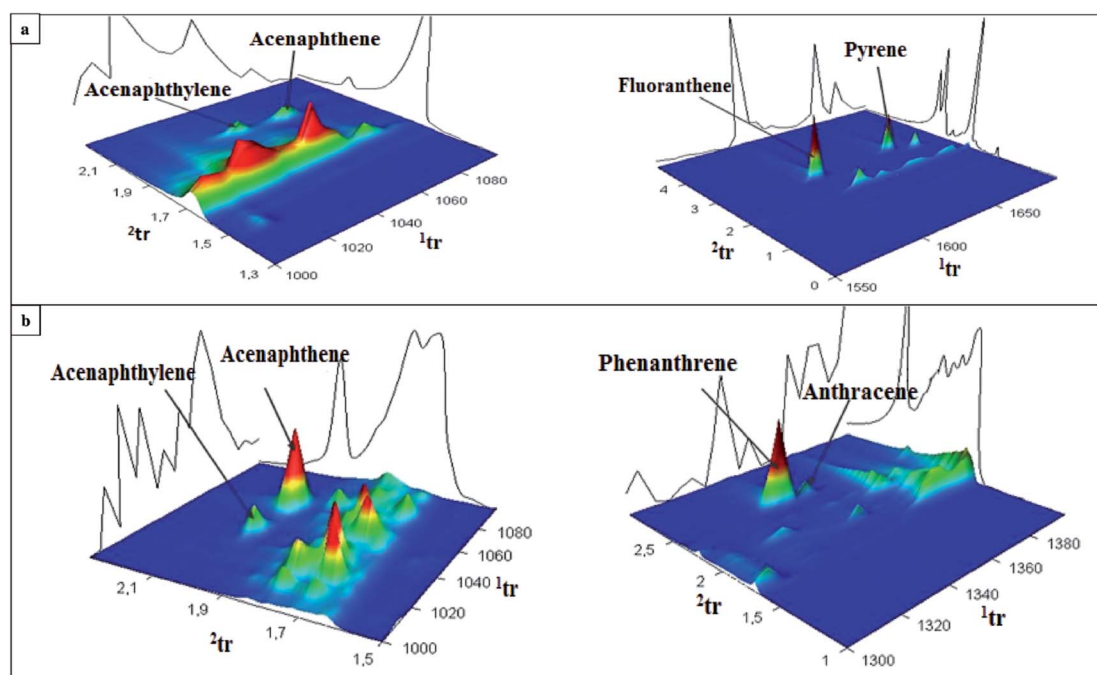 a
Acenaphthene
Acenaphthylene
2,1
1,9
1,7
1,5
1,3
²tr
1000
1020
1040
1060
1080
¹tr
Pyrene
Fluoranthene
4
3
2
1
0
²tr
1550
1600
1650
¹tr
b
Acenaphthene
Acenaphthylene
2,1
1,9
1,7
1,5
²tr
1000
1020
1040
1060
1080
¹tr
Phenanthrene
Anthracene
2,5
2
1,5
1
²tr
1300
1320
1340
1360
1380
¹tr